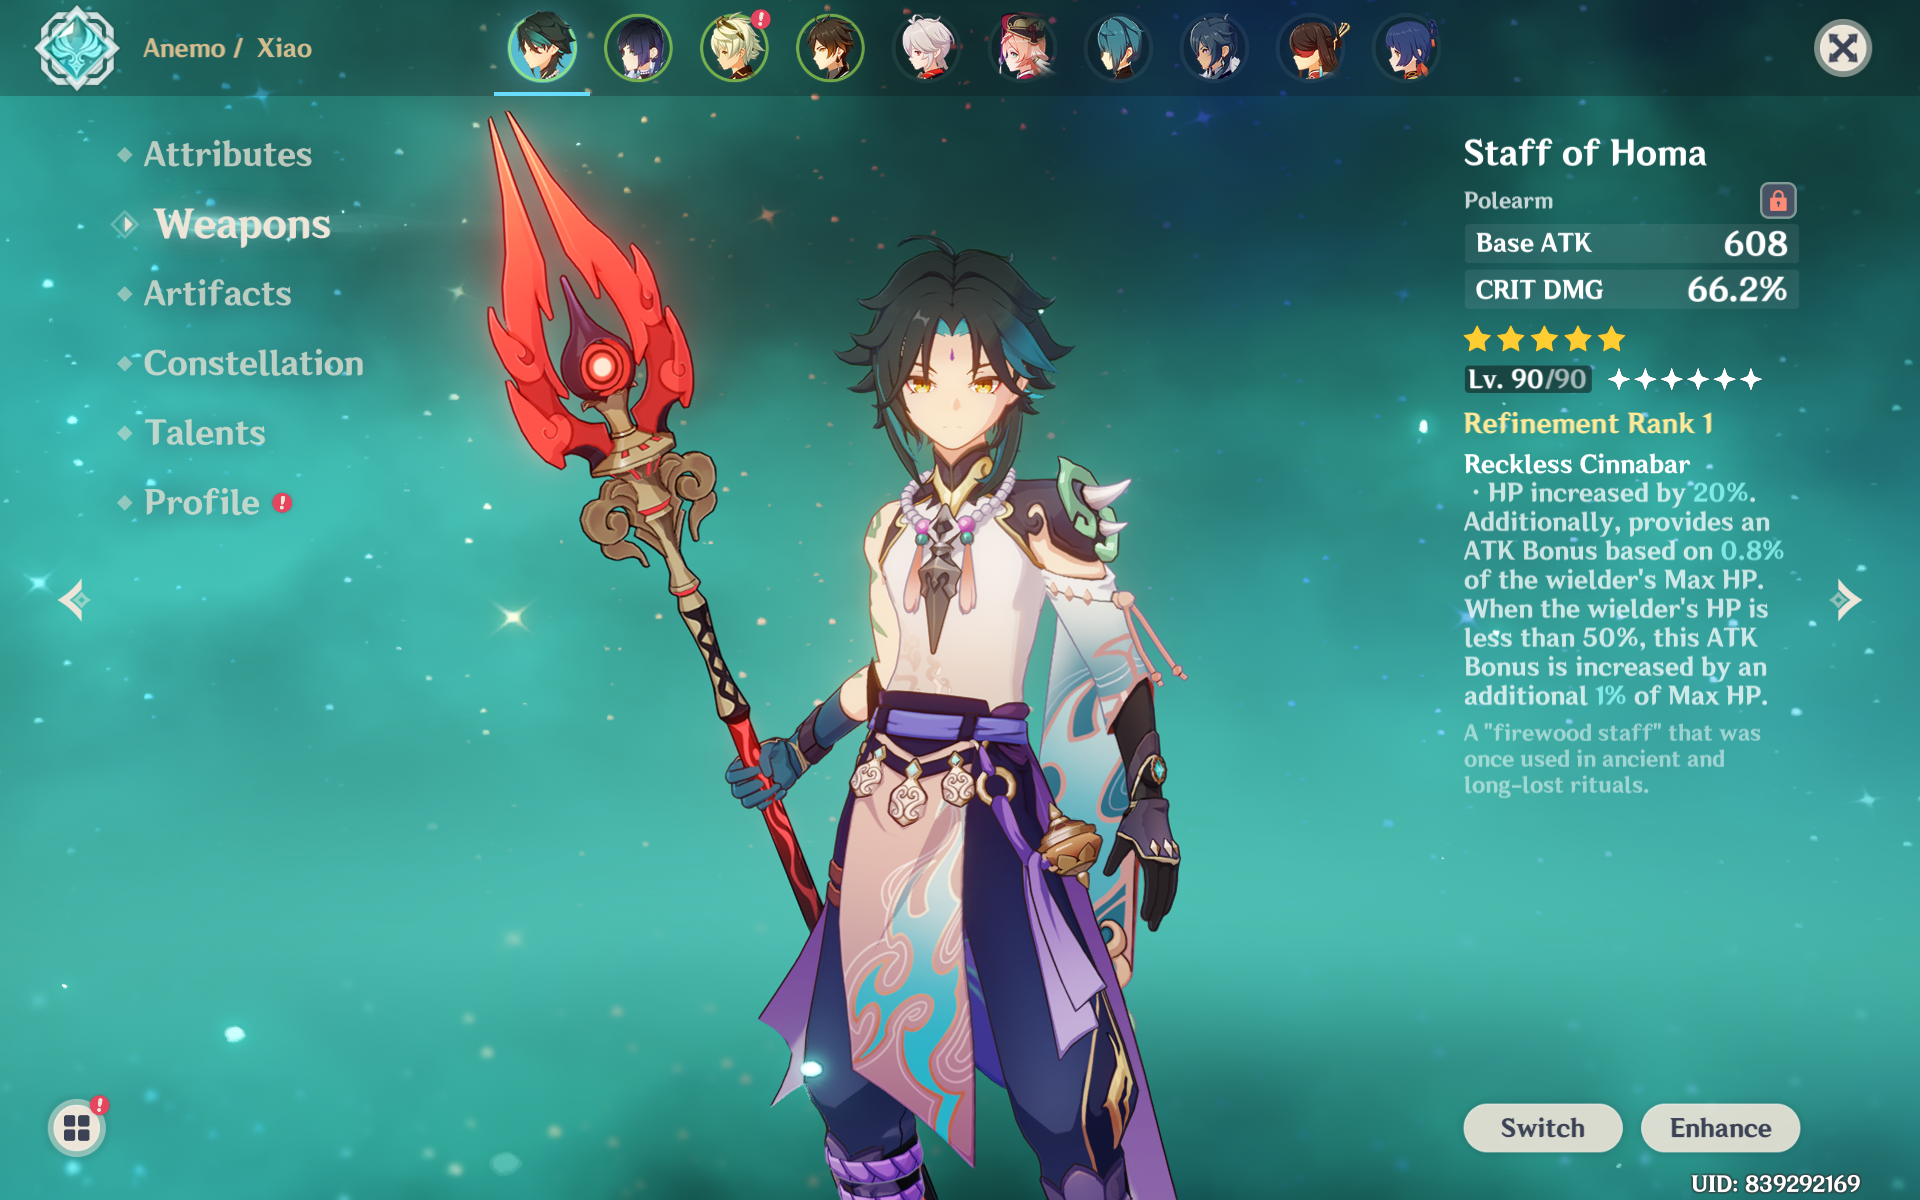 Anemo / Xiao
Attributes
Weapons
Artifacts
Constellation
Talents
Profile
Staff of Homa
Polearm
Base ATK 608
CRIT DMG 66.2%
Lv. 90/90
Refinement Rank 1
Reckless Cinnabar
· HP increased by 20%.
Additionally, provides an
ATK Bonus based on 0.8%
of the wielder's Max HP.
When the wielder's HP is
less than 50%, this ATK
Bonus is increased by an
additional 1% of Max HP.
A "firewood staff" that was
once used in ancient and
long-lost rituals.
Switch
Enhance
UID: 839292169